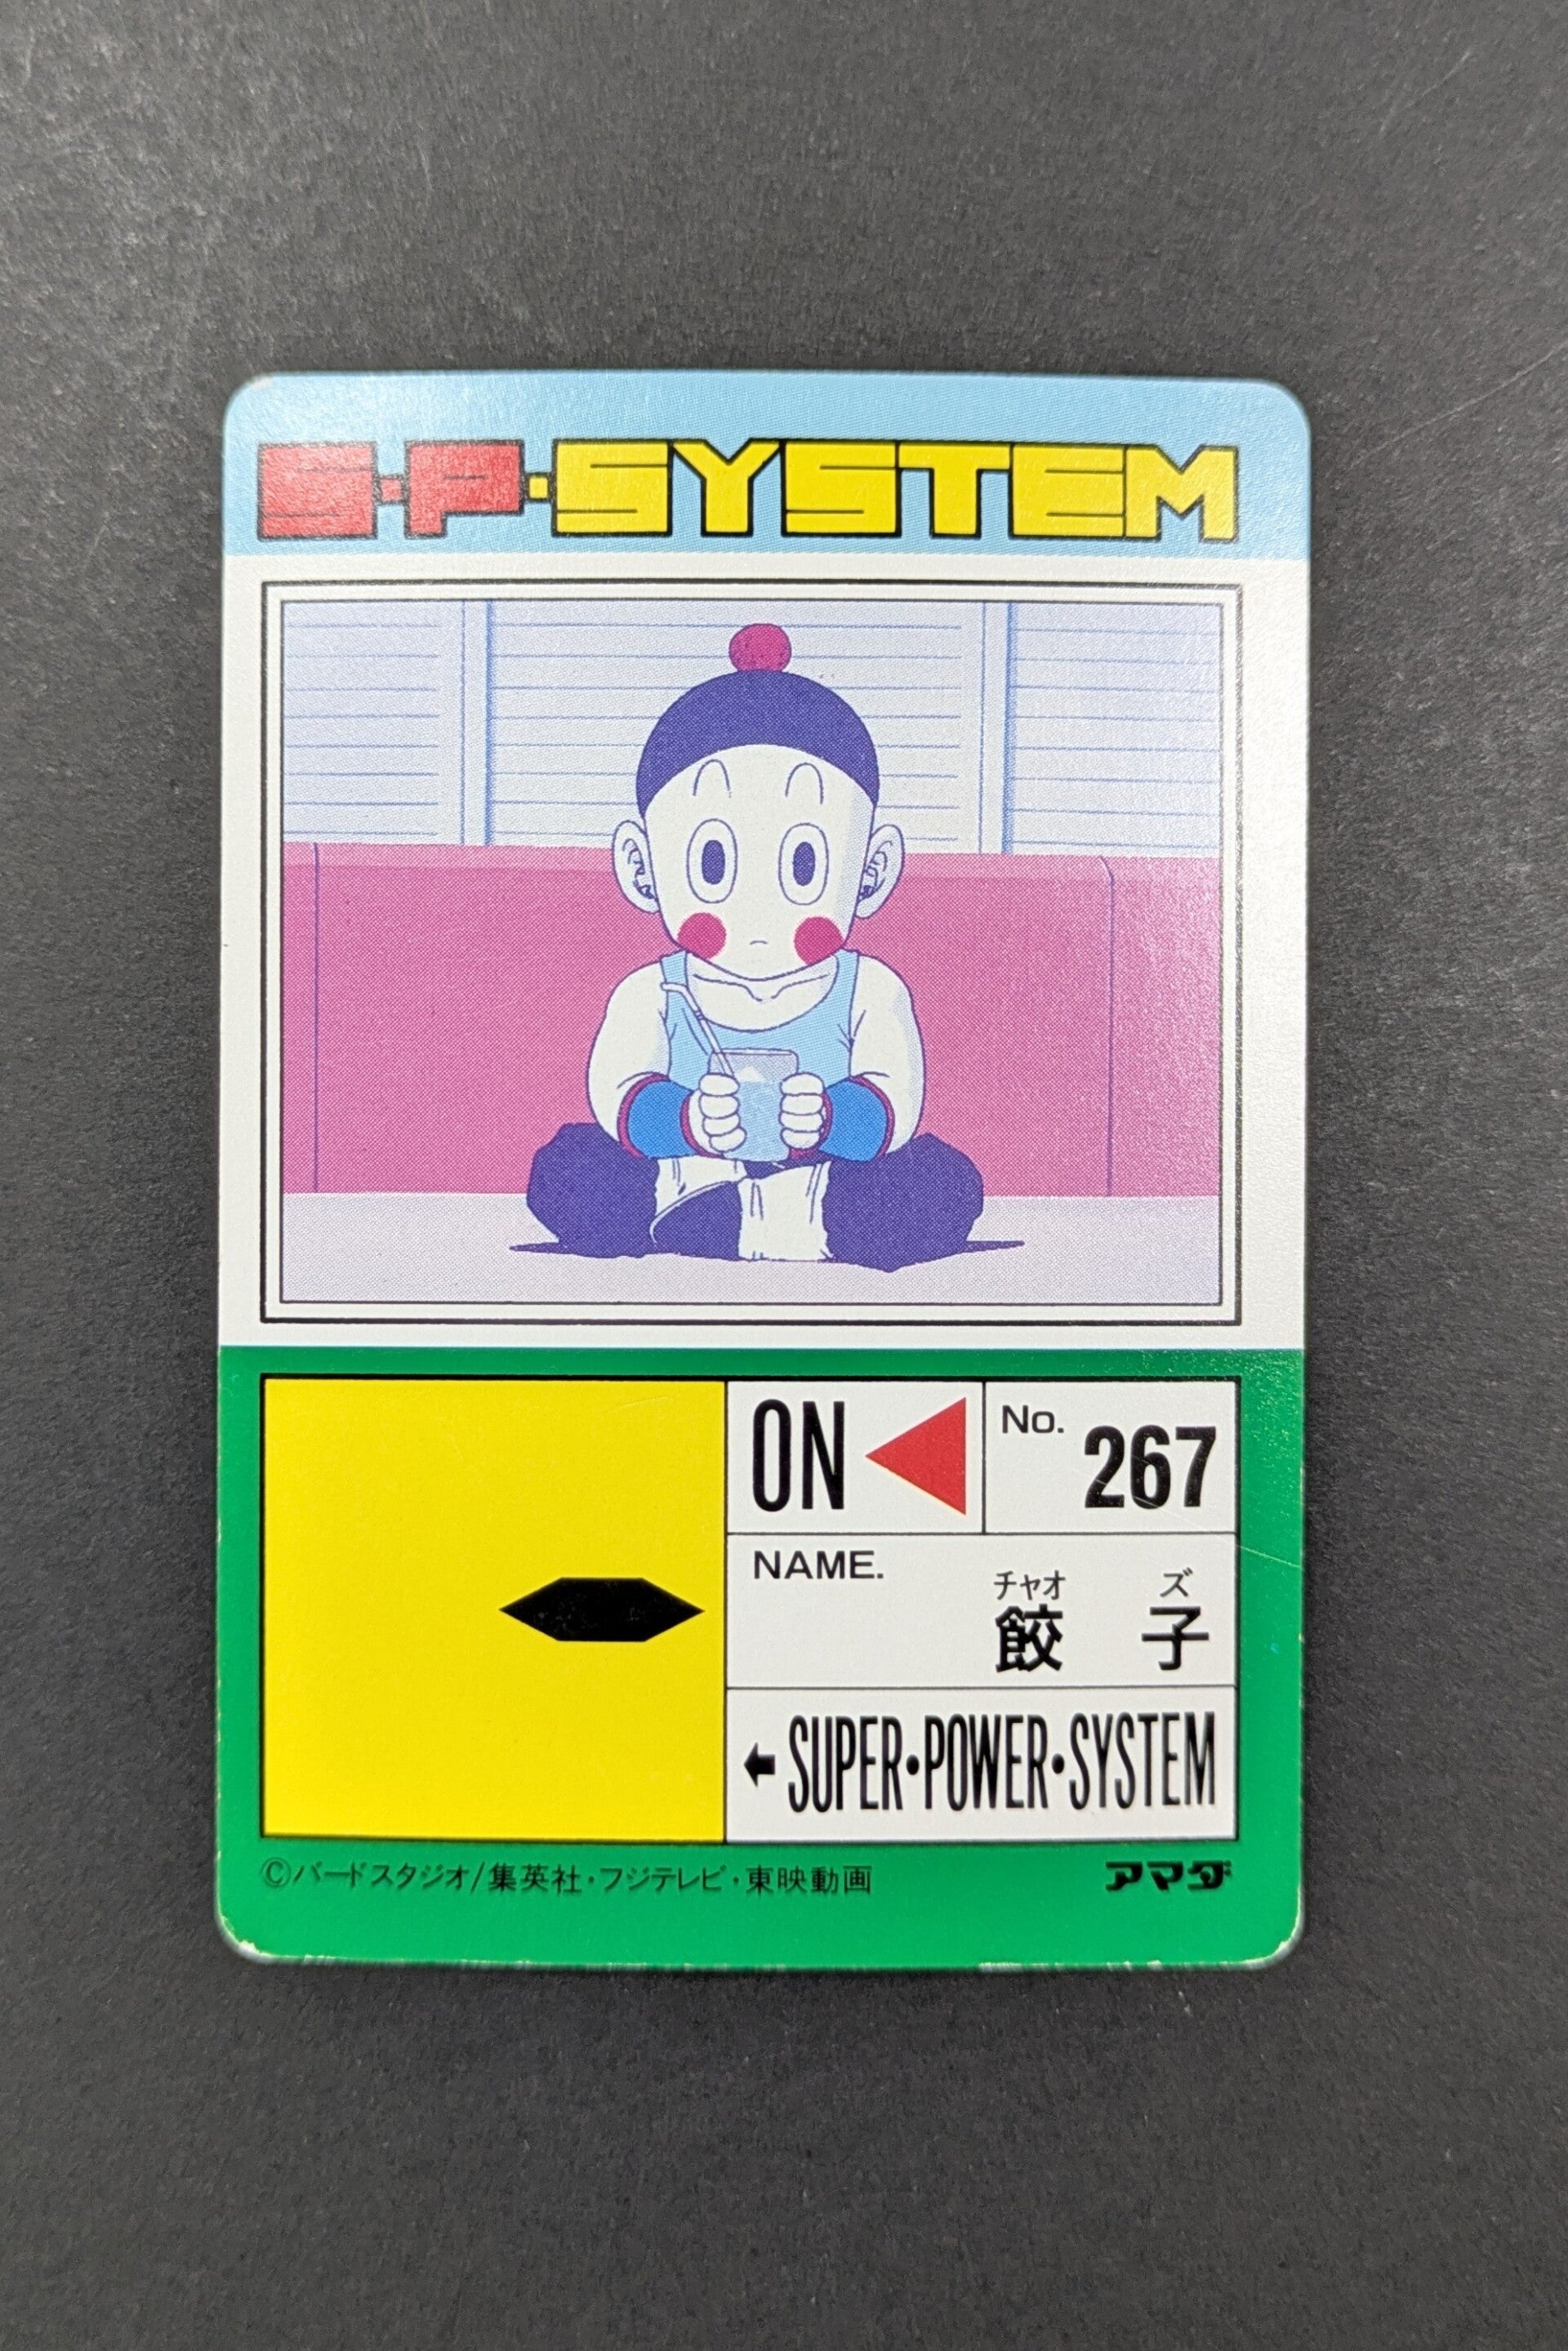 S・P・SYSTEM
ON
No. 267
NAME.
チャオ ズ
餃 子
SUPER・POWER・SYSTEM
©バードスタジオ/集英社・フジテレビ・東映動画
アマダ